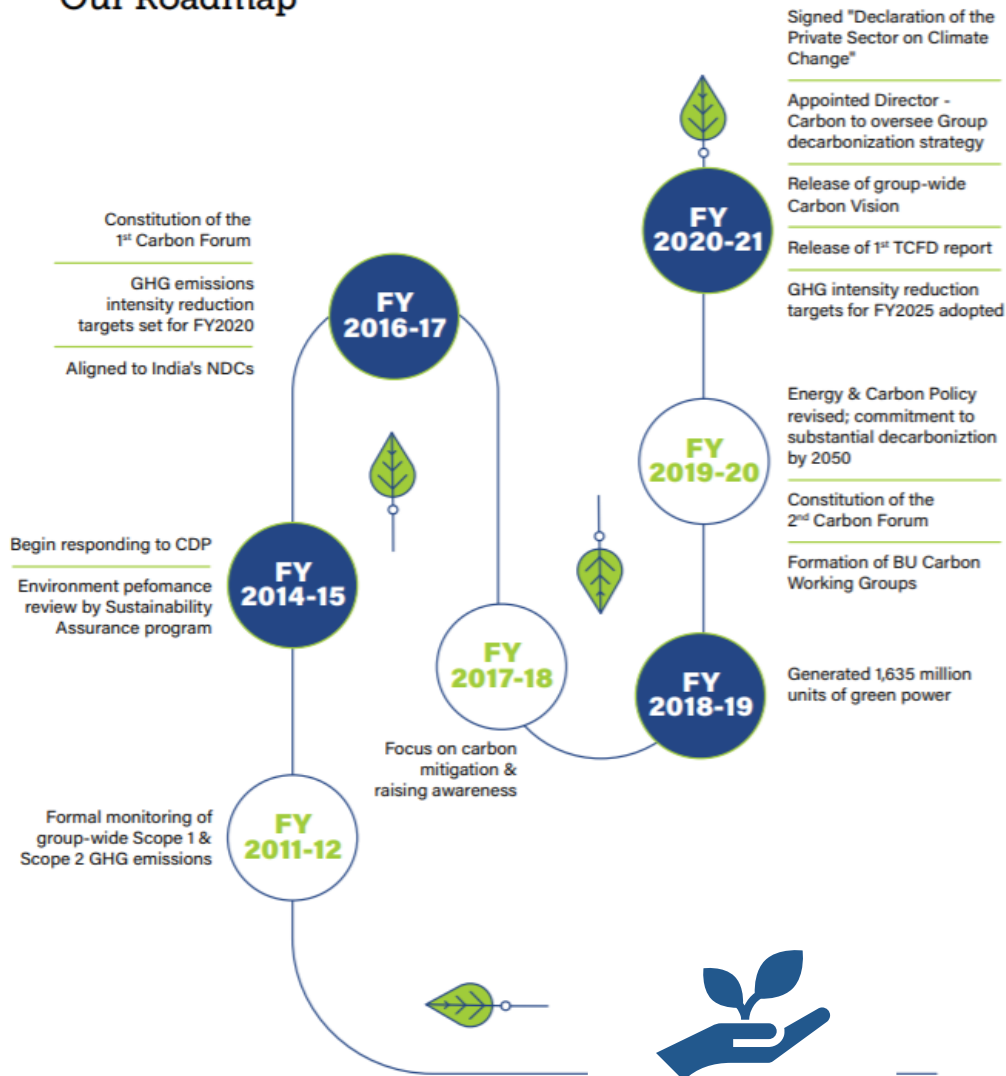 Our Roadmap
Signed "Declaration of the
Private Sector on Climate
Change"
Appointed Director -
Carbon to oversee Group
decarbonization strategy
Release of group-wide
Carbon Vision
Release of 1st TCFD report
GHG intensity reduction
targets for FY2025 adopted
FY
2020-21
Constitution of the
1st Carbon Forum
GHG emissions
intensity reduction
targets set for FY2020
Aligned to India's NDCs
FY
2016-17
Energy & Carbon Policy
revised; commitment to
substantial decarboniztion
by 2050
Constitution of the
2nd Carbon Forum
Formation of BU Carbon
Working Groups
FY
2019-20
Begin responding to CDP
Environment pefomance
review by Sustainability
Assurance program
FY
2014-15
FY
2017-18
Focus on carbon
mitigation &
raising awareness
FY
2018-19
Generated 1,635 million
units of green power
Formal monitoring of
group-wide Scope 1 &
Scope 2 GHG emissions
FY
2011-12